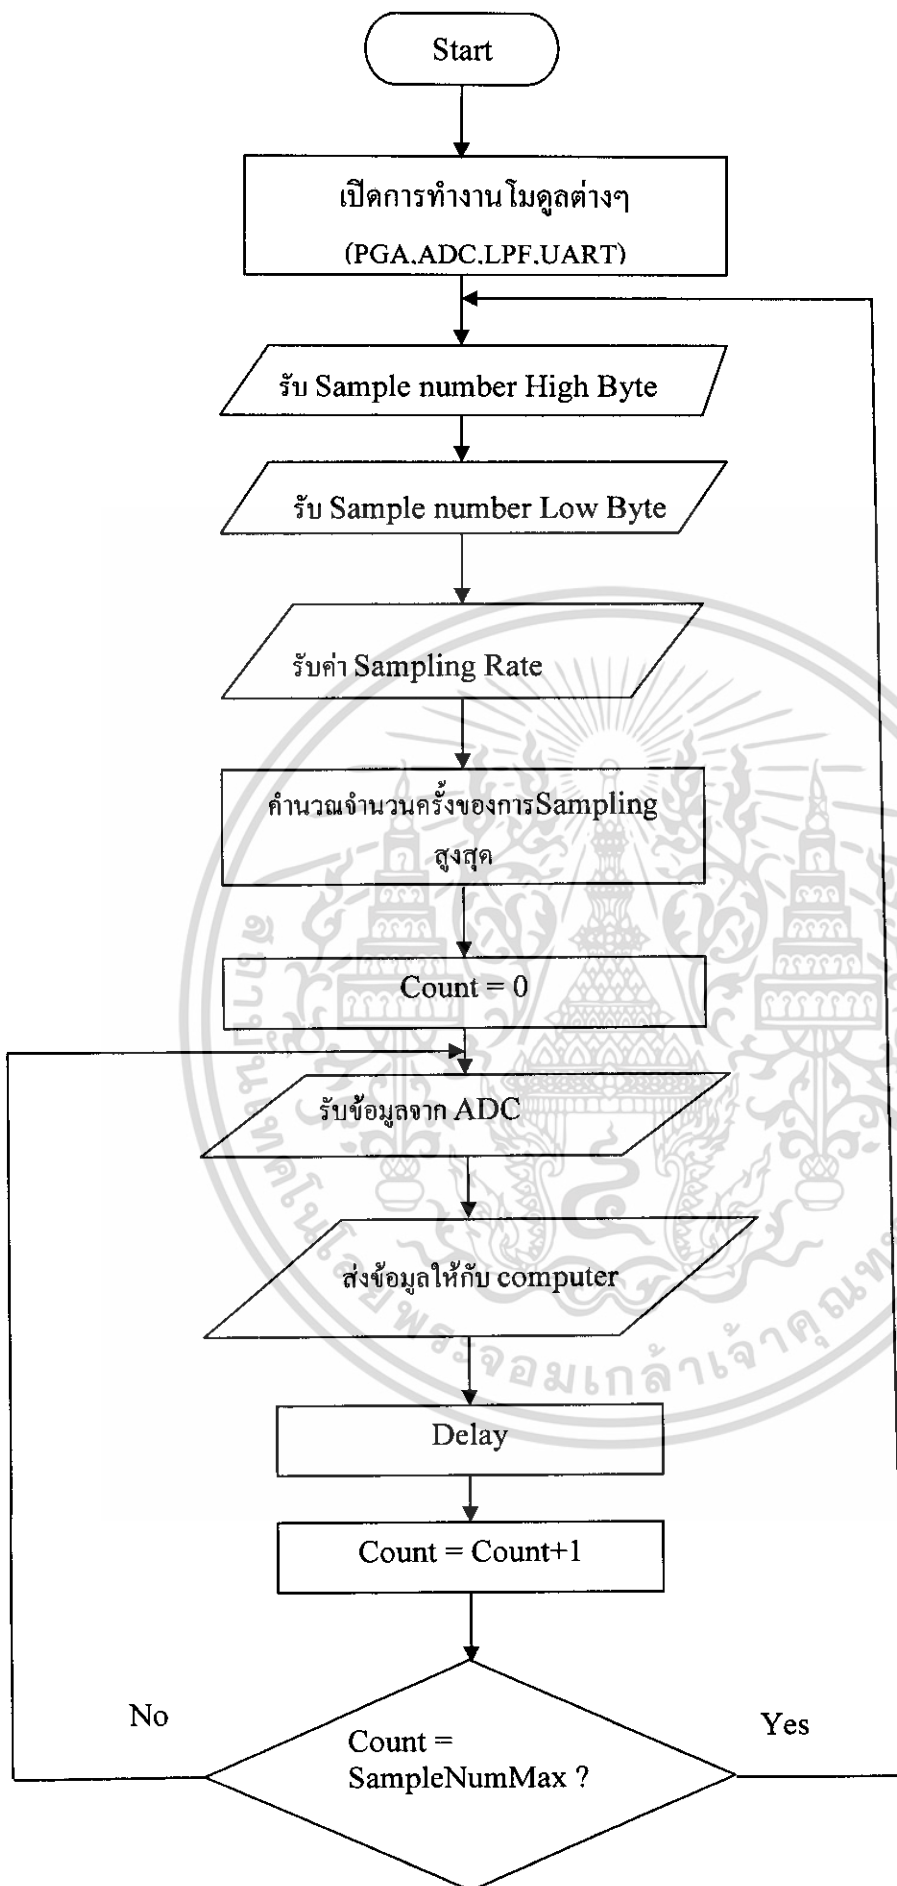 Start
เปิดการทำงานโมดูลต่างๆ
(PGA,ADC,LPF,UART)
รับ Sample number High Byte
รับ Sample number Low Byte
รับค่า Sampling Rate
คำนวณจำนวนครั้งของการSampling
สูงสุด
Count = 0
รับข้อมูลจาก ADC
ส่งข้อมูลให้กับ computer
Delay
Count = Count+1
No
Count =
SampleNumMax ?
Yes